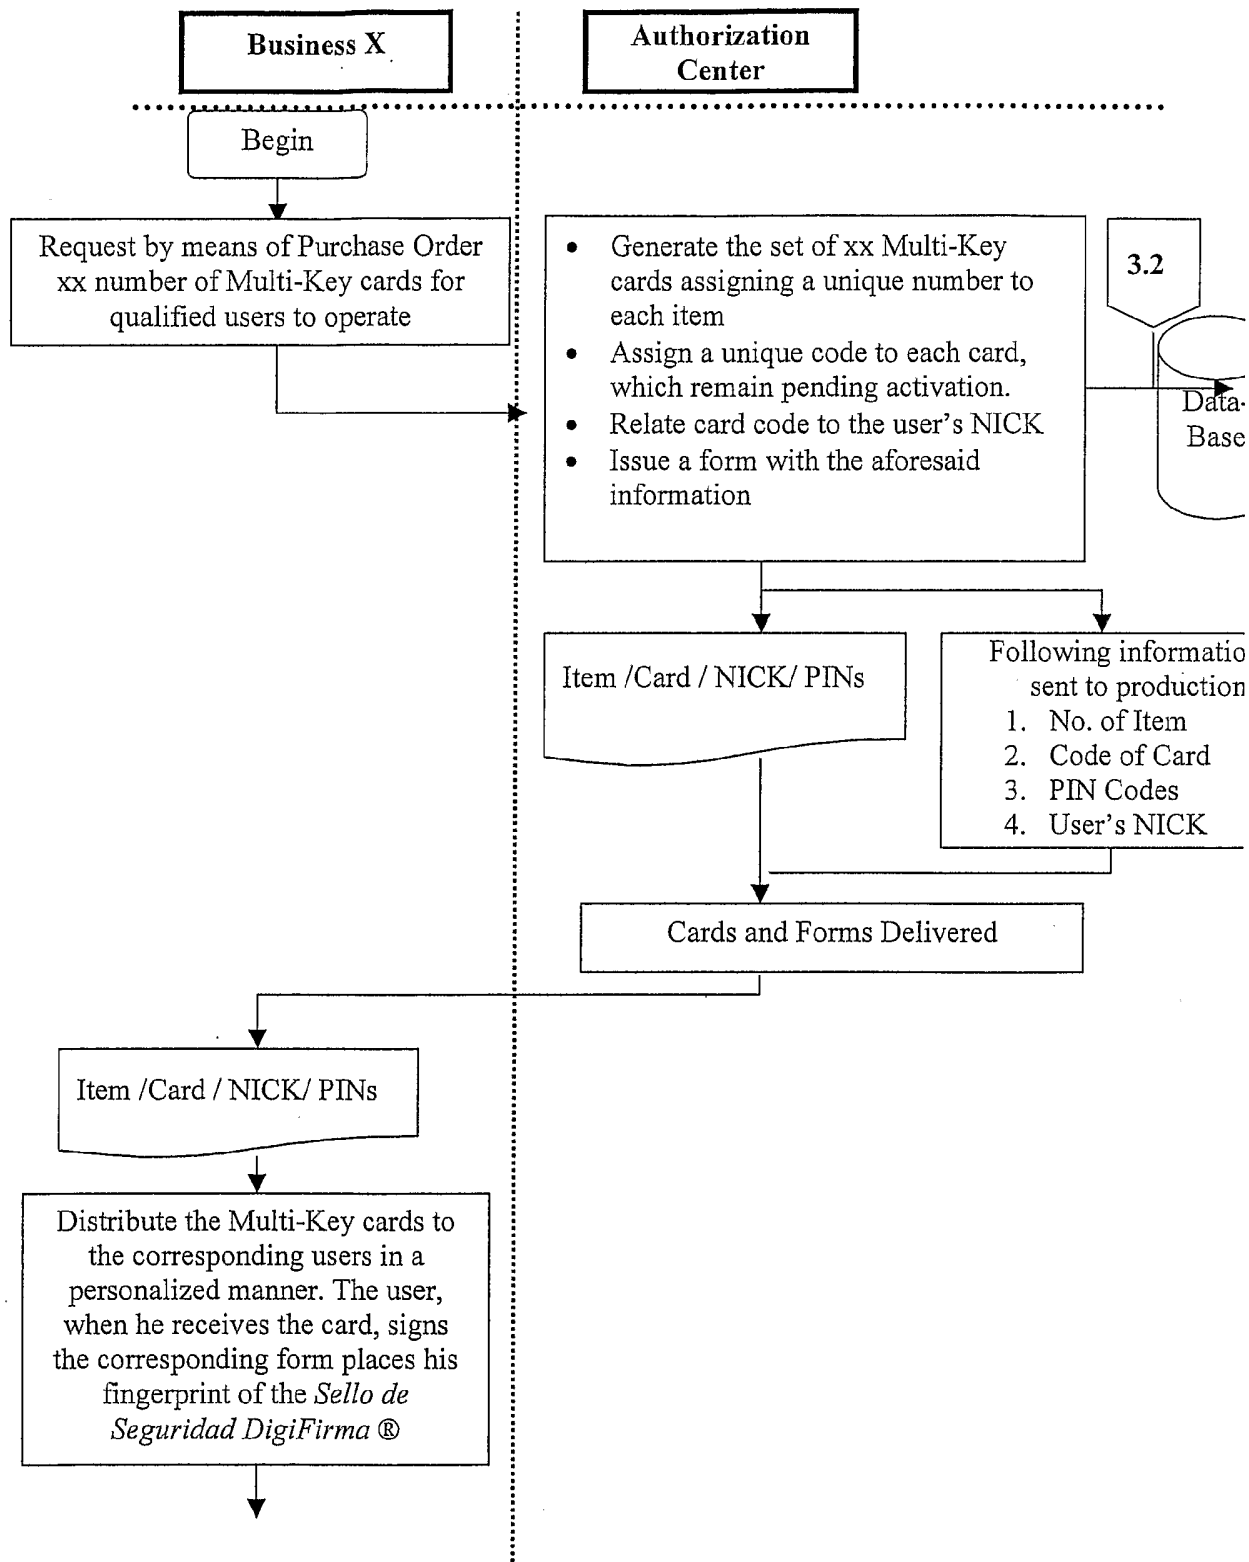 Business X
Authorization
Center
Begin
Request by means of Purchase Order
xx number of Multi-Key cards for
qualified users to operate
• Generate the set of xx Multi-Key
cards assigning a unique number to
each item
• Assign a unique code to each card,
which remain pending activation.
• Relate card code to the user's NICK
• Issue a form with the aforesaid
information
3.2
Data-
Base
Item /Card / NICK/ PINs
Following informatio
sent to production
1. No. of Item
2. Code of Card
3. PIN Codes
4. User's NICK
Cards and Forms Delivered
Item /Card / NICK/ PINs
Distribute the Multi-Key cards to
the corresponding users in a
personalized manner. The user,
when he receives the card, signs
the corresponding form places his
fingerprint of the Sello de
Seguridad DigiFirma ®